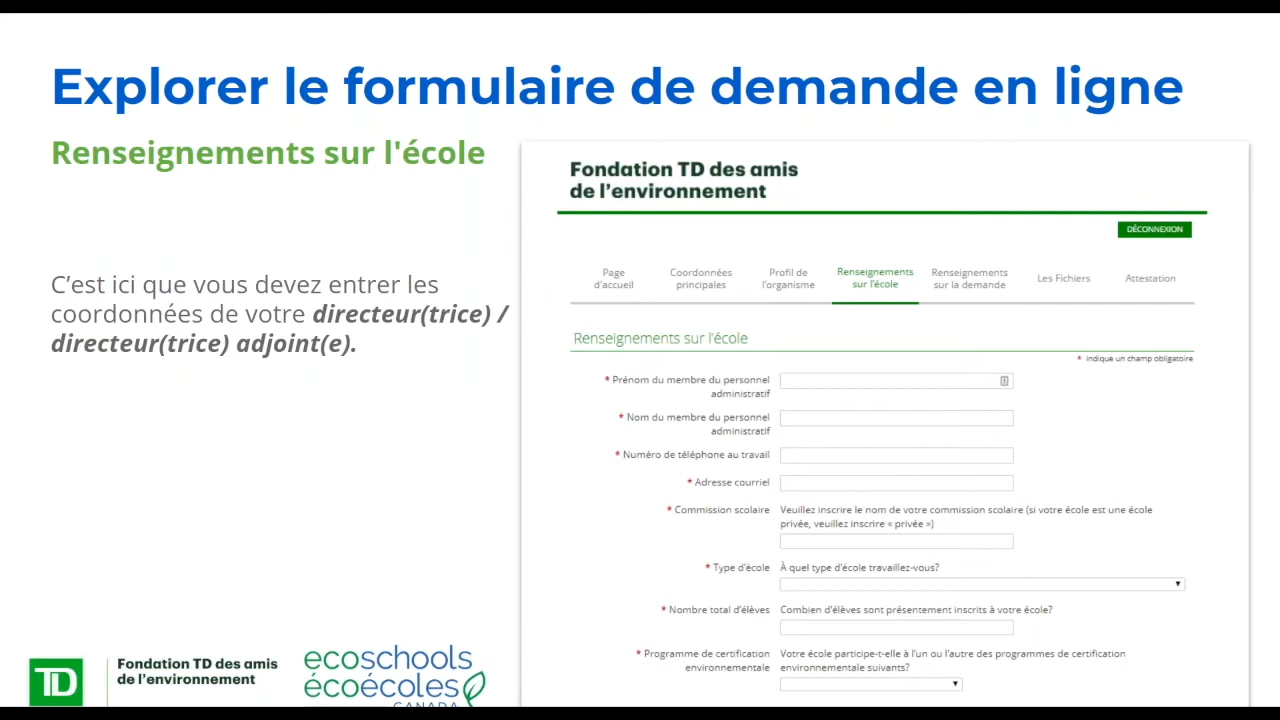 Explorer le formulaire de demande en ligne
Renseignements sur l'école
C’est ici que vous devez entrer les
coordonnées de votre directeur(trice) /
directeur(trice) adjoint(e).
Fondation TD des amis
de l’environnement
DÉCONNEXION
Page
d'accueil
Coordonnées
principales
Profil de
l’organisme
Renseignements
sur l’école
Renseignements
sur la demande
Les Fichiers
Attestation
Renseignements sur l’école
* indique un champ obligatoire
* Prénom du membre du personnel
administratif
* Nom du membre du personnel
administratif
* Numéro de téléphone au travail
* Adresse courriel
* Commission scolaire
Veuillez inscrire le nom de votre commission scolaire (si votre école est une école
privée, veuillez inscrire « privée »)
* Type d’école
À quel type d’école travaillez-vous?
* Nombre total d’élèves
Combien d’élèves sont présentement inscrits à votre école?
* Programme de certification
environnementale
Votre école participe-t-elle à l’un ou l’autre des programmes de certification
environnementale suivants?
TD
Fondation TD des amis
de l’environnement
ecoschools
écoécoles
CANADA